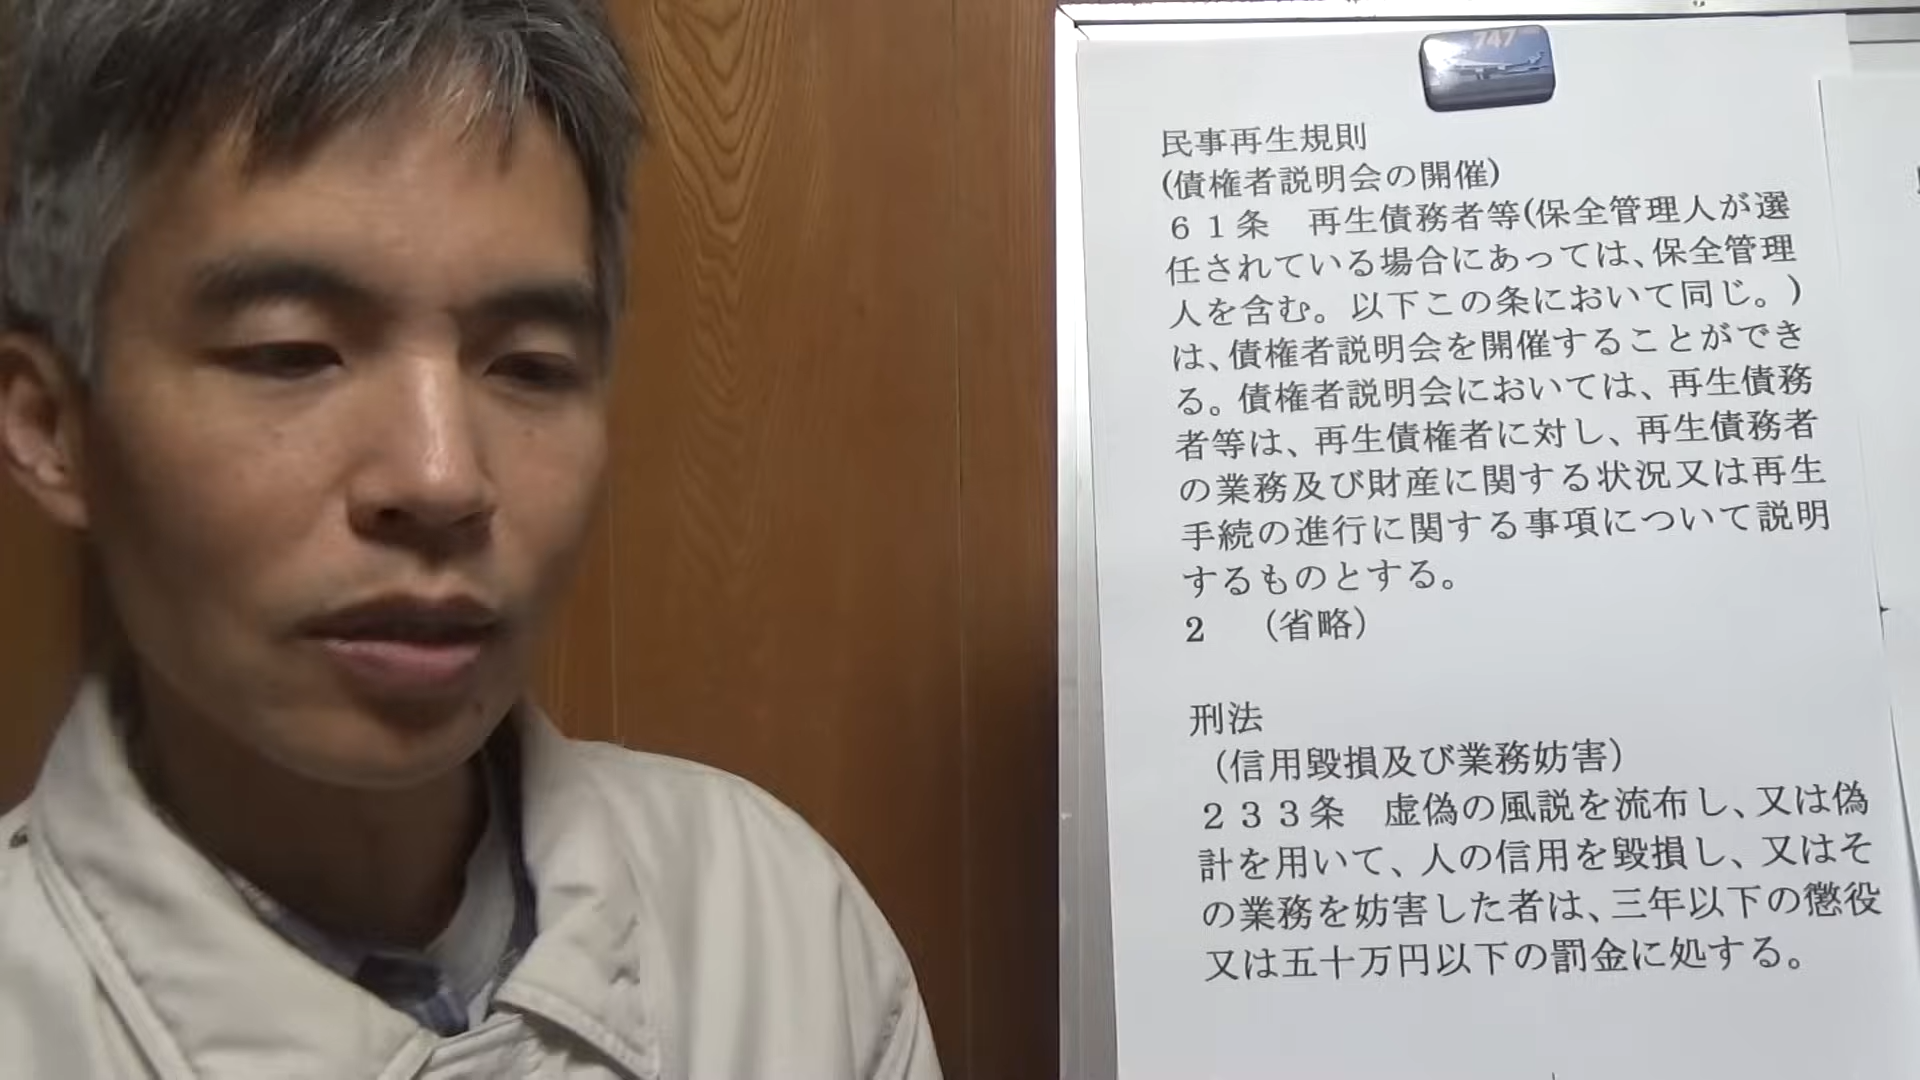 747
民事再生規則
(債権者説明会の開催)
６１条　再生債務者等(保全管理人が選
任されている場合にあっては、保全管理
人を含む。以下この条において同じ。)
は、債権者説明会を開催することができ
る。債権者説明会においては、再生債務
者等は、再生債権者に対し、再生債務者
の業務及び財産に関する状況又は再生
手続の進行に関する事項について説明
するものとする。
2　（省略）
刑法
（信用毀損及び業務妨害）
２３３条　虚偽の風説を流布し、又は偽
計を用いて、人の信用を毀損し、又はそ
の業務を妨害した者は、三年以下の懲役
又は五十万円以下の罰金に処する。